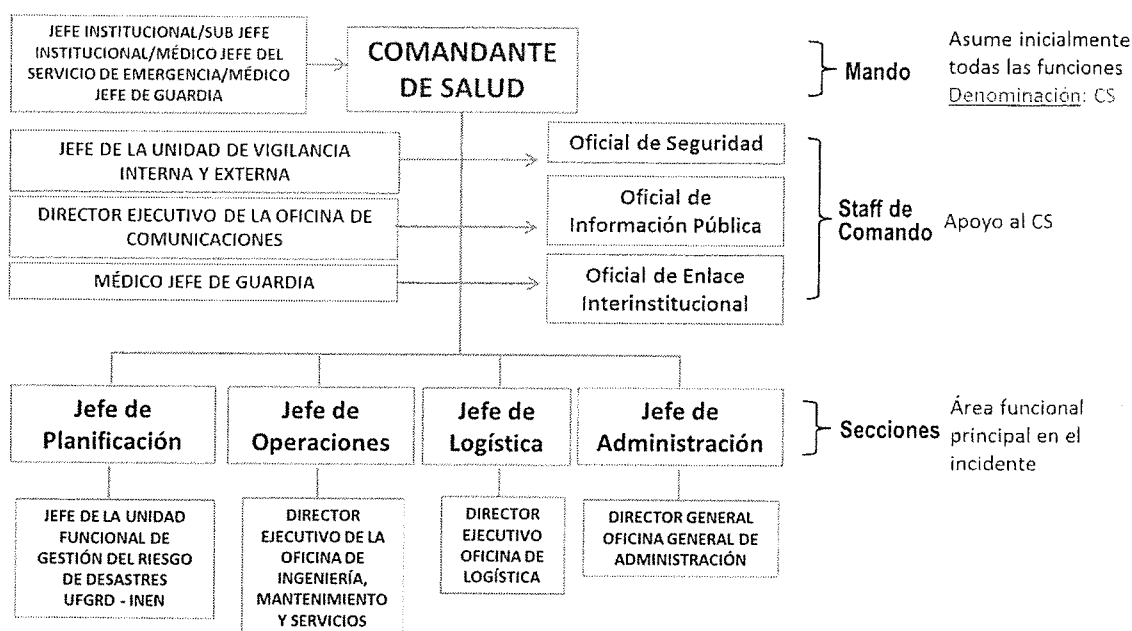 JEFE INSTITUCIONAL/SUB JEFE
INSTITUCIONAL/MÉDICO JEFE DEL
SERVICIO DE EMERGENCIA/MÉDICO
JEFE DE GUARDIA
COMANDANTE
DE SALUD
Mando
Asume inicialmente
todas las funciones
Denominación: CS
JEFE DE LA UNIDAD DE VIGILANCIA
INTERNA Y EXTERNA
Oficial de Seguridad
DIRECTOR EJECUTIVO DE LA OFICINA DE
COMUNICACIONES
Oficial de
Información Pública
MÉDICO JEFE DE GUARDIA
Oficial de Enlace
Interinstitucional
Staff de
Comando
Apoyo al CS
Jefe de
Planificación
Jefe de
Operaciones
Jefe de
Logística
Jefe de
Administración
Secciones
Área funcional
principal en el
incidente
JEFE DE LA UNIDAD
FUNCIONAL DE
GESTIÓN DEL RIESGO
DE DESASTRES
UFGRD - INEN
DIRECTOR
EJECUTIVO DE LA
OFICINA DE
INGENIERÍA,
MANTENIMIENTO
Y SERVICIOS
DIRECTOR
EJECUTIVO
OFICINA DE
LOGÍSTICA
DIRECTOR GENERAL
OFICINA GENERAL DE
ADMINISTRACIÓN